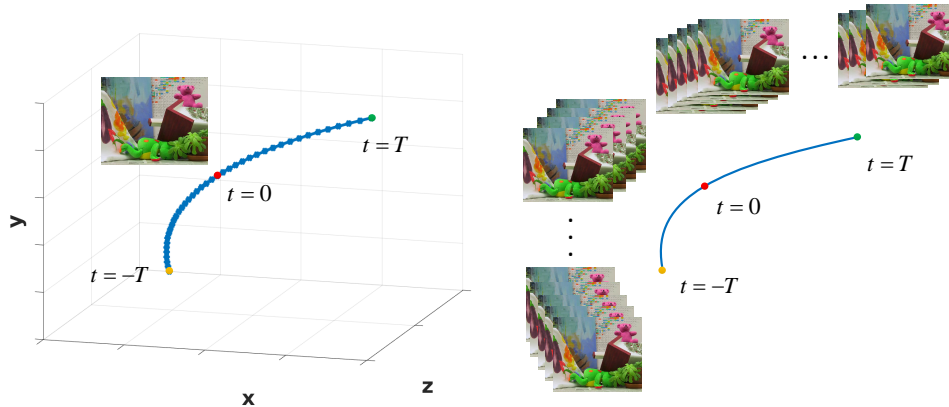 t = T
t = 0
t = −T
y
x
z
...
t = T
t = 0
t = −T